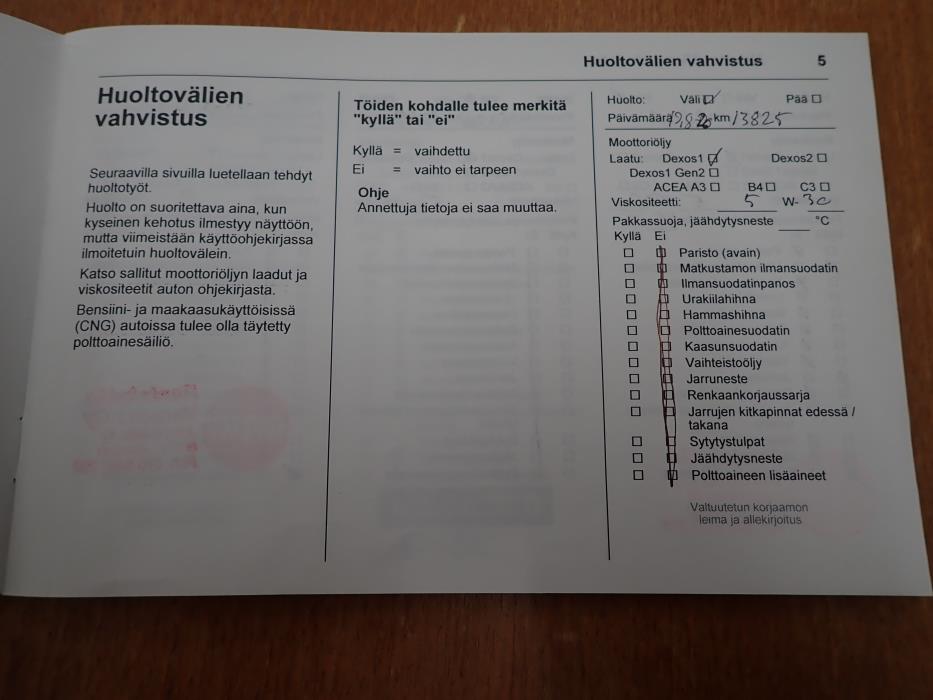 Huoltovälien vahvistus 5
Huoltovälien
vahvistus
Seuraavilla sivuilla luetellaan tehdyt
huoltotyöt.
Huolto on suoritettava aina, kun
kyseinen kehotus ilmestyy näyttöön,
mutta viimeistään käyttöohjekirjassa
ilmoitetuin huoltovälein.
Katso sallitut moottoriöljyn laadut ja
viskositeetit auton ohjekirjasta.
Bensiini- ja maakaasukäyttöisissä
(CNG) autoissa tulee olla täytetty
polttoainesäiliö.
Töiden kohdalle tulee merkitä
"kyllä" tai "ei"
Kyllä = vaihdettu
Ei = vaihto ei tarpeen
Ohje
Annettuja tietoja ei saa muuttaa.
Huolto: Väli Pää
Päivämäärä km 13825
Moottoriöljy
Laatu: Dexos1 Dexos2
Dexos1 Gen2
ACEA A3 B4 C3
Viskositeetti 5 W- 30
Pakkassuoja, jäähdytysneste °C
Kyllä Ei
Paristo (avain)
Matkustamon ilmansuodatin
Ilmansuodatinpanos
Urakiilahihna
Hammashihna
Polttoainesuodatin
Kaasunsuodatin
Vaihteistoöljy
Jarruneste
Renkaankorjaussarja
Jarrujen kitkapinnat edessä /
takana
Sytytystulpat
Jäähdytysneste
Polttoaineen lisäaineet
Valtuutetun korjaamon
leima ja allekirjoitus